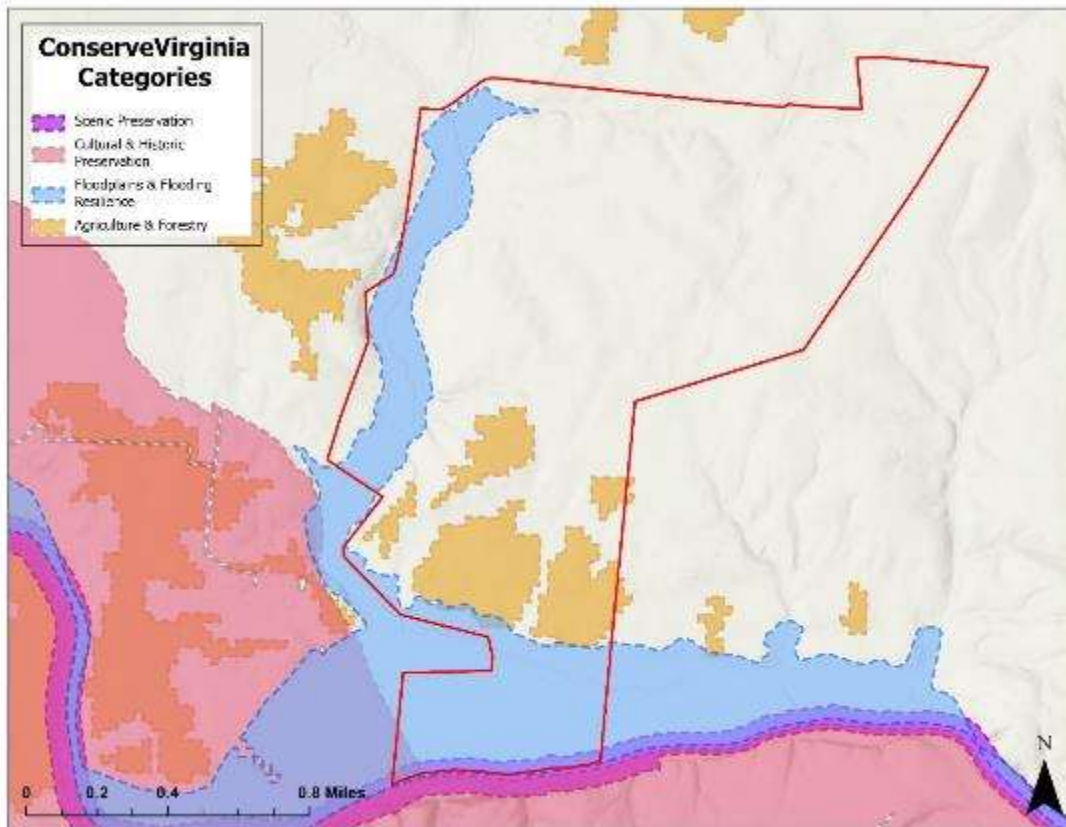 ConserveVirginia
Categories
Scenic Preservation
Cultural & Historic
Preservation
Floodplains & Flooding
Resilience
Agriculture & Forestry
N
0 0.2 0.4 0.8 Miles